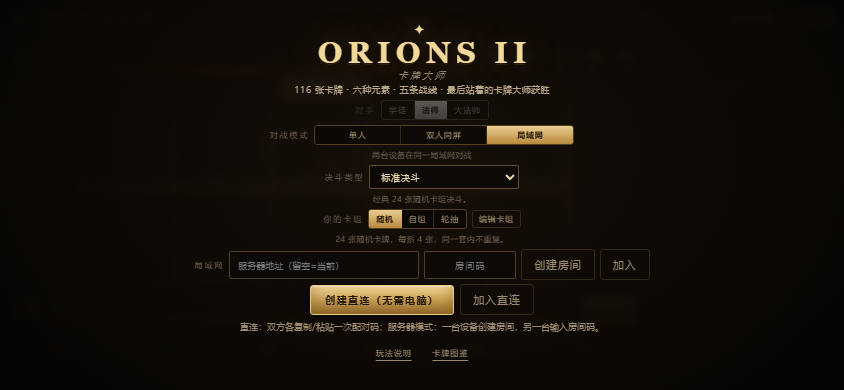 ORIONS II
卡牌大师
116 张卡牌 · 六种元素 · 五条战线 · 最后站着的卡牌大师获胜
对手 学徒 法师 大法师
对战模式 单人 双人同屏 局域网
两台设备在同一局域网对战
决斗类型 标准决斗
经典 24 张随机卡组决斗。
你的卡组 随机 自组 轮抽 编辑卡组
24 张随机卡牌，每系 4 张，同一套内不重复。
局域网 服务器地址（留空=当前） 房间码 创建房间 加入
创建直连（无需电脑） 加入直连
直连：双方各复制/粘贴一次配对码；服务器模式：一台设备创建房间，另一台输入房间码。
玩法说明 卡牌图鉴